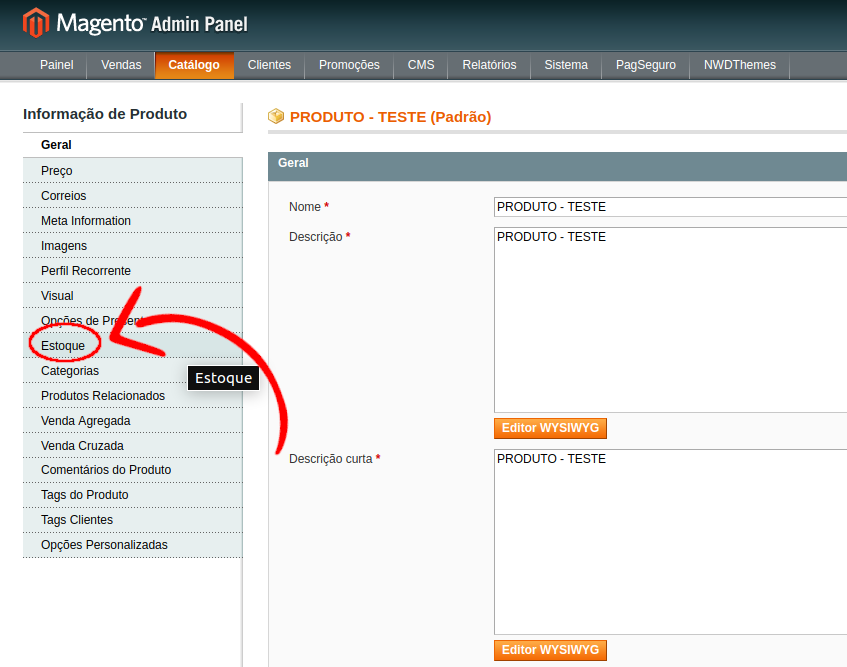 Magento Admin Panel
Painel Vendas Catálogo Clientes Promoções CMS Relatórios Sistema PagSeguro NWDThemes
Informação de Produto
Geral
Preço
Correios
Meta Information
Imagens
Perfil Recorrente
Visual
Opções de Present
Estoque
Categorias
Produtos Relacionados
Venda Agregada
Venda Cruzada
Comentários do Produto
Tags do Produto
Tags Clientes
Opções Personalizadas
Estoque
PRODUTO - TESTE (Padrão)
Geral
Nome * PRODUTO - TESTE
Descrição * PRODUTO - TESTE
Editor WYSIWYG
Descrição curta * PRODUTO - TESTE
Editor WYSIWYG